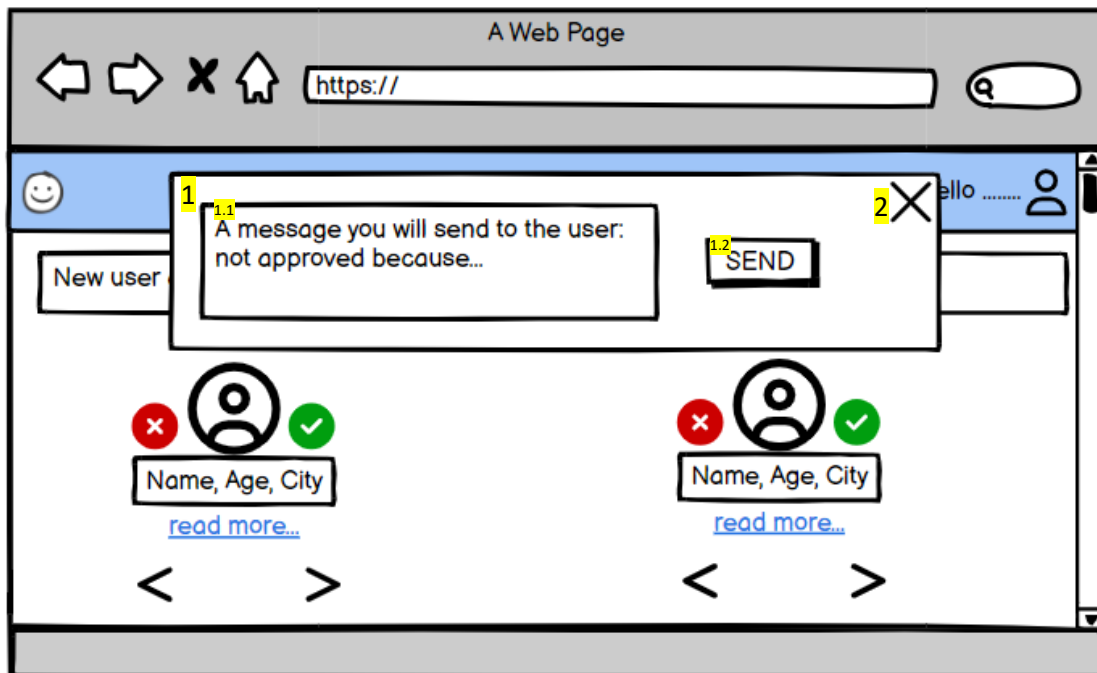 A Web Page
https://
ello ........
1
2
1.1
A message you will send to the user:
not approved because...
1.2
SEND
New user
Name, Age, City
read more...
Name, Age, City
read more...